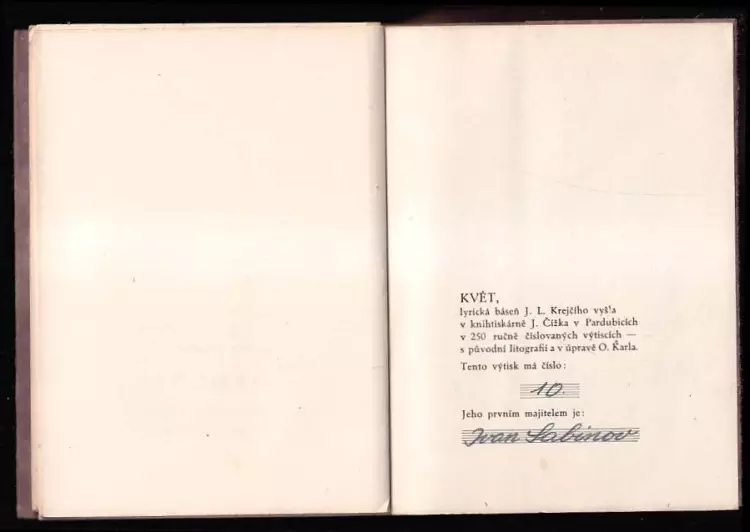 KVĚT,
lyrická báseň J. L. Krejčího vyšla
v knihtiskárně J. Čížka v Pardubicích
v 250 ručně číslovaných výtiscích —
s původní litografií a v úpravě O. Karla.
Tento výtisk má číslo:
10.
Jeho prvním majitelem je:
Ivan Sabinov